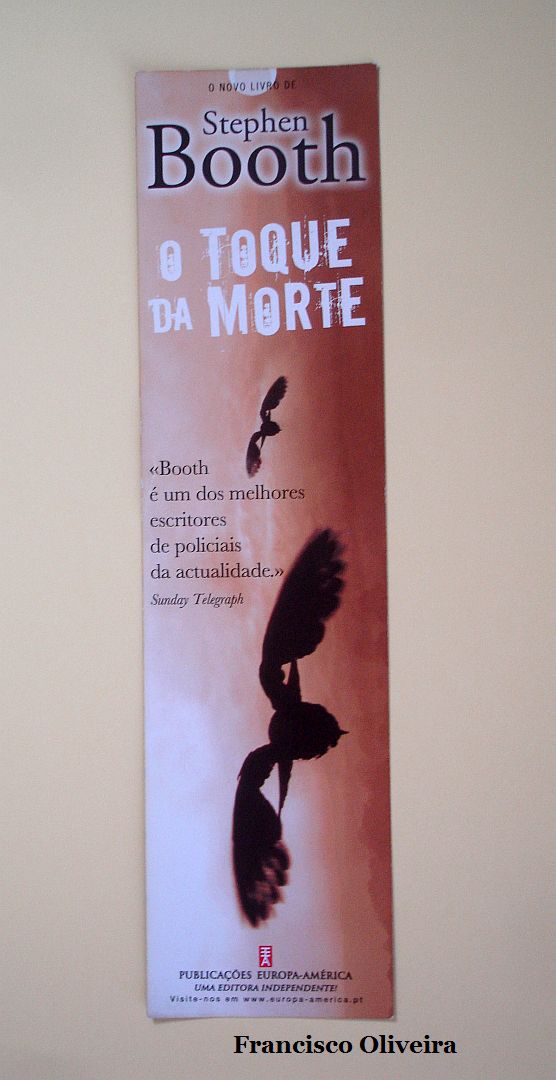 O NOVO LIVRO DE
Stephen
Booth
O TOQUE
DA MORTE
«Booth
é um dos melhores
escritores
de policiais
da actualidade.»
Sunday Telegraph
PUBLICAÇÕES EUROPA-AMÉRICA
UMA EDITORA INDEPENDENTE!
Visite-nos em www.europa-america.pt
Francisco Oliveira